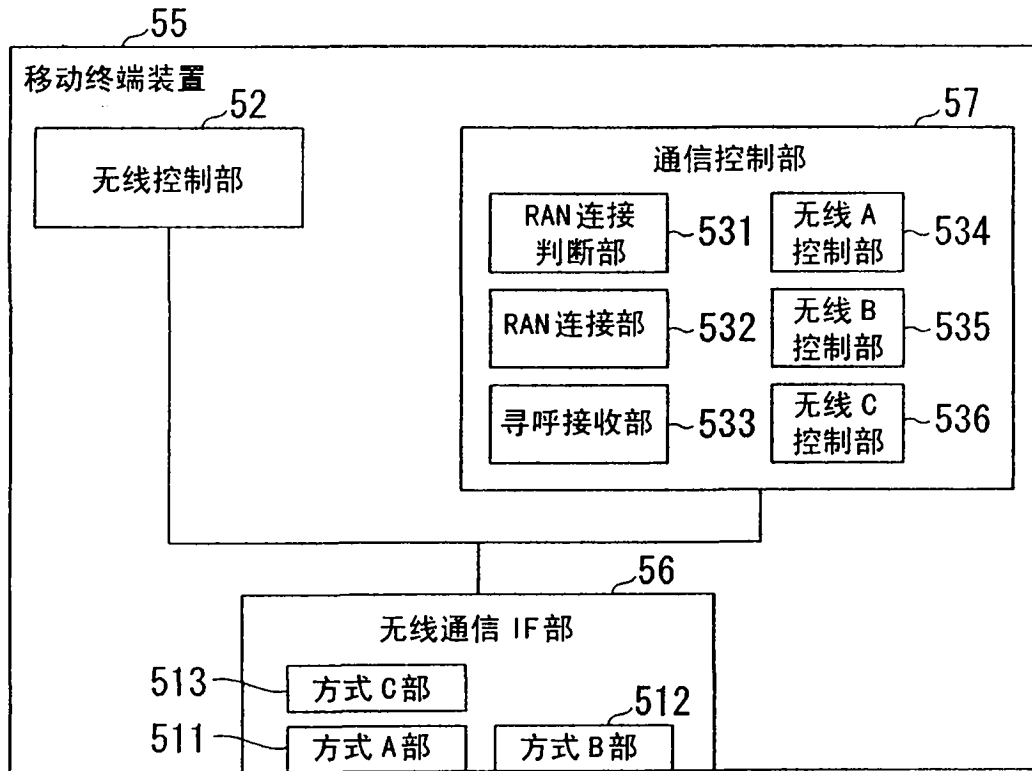 55
移动终端装置
52
无线控制部
57
通信控制部
RAN连接
判断部
531
无线A
控制部
534
RAN连接部
532
无线B
控制部
535
寻呼接收部
533
无线C
控制部
536
56
无线通信IF部
513
方式C部
511
方式A部
512
方式B部